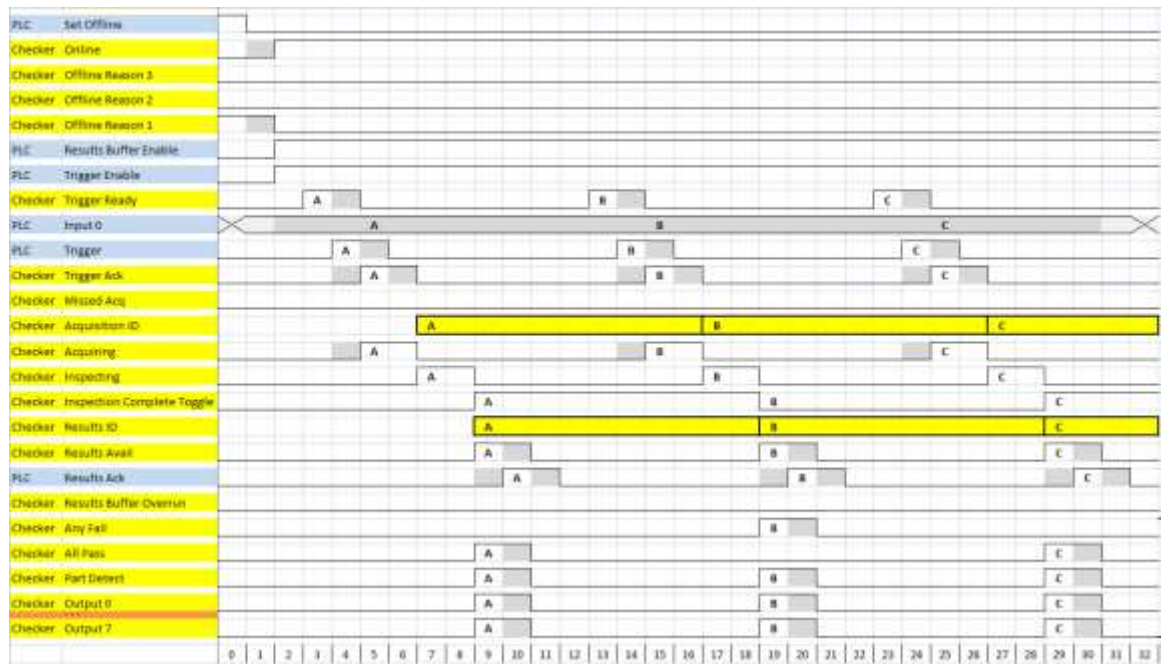 PLC Set Offline
Checker Online
Checker Offline Reason 3
Checker Offline Reason 2
Checker Offline Reason 1
PLC Results Buffer Enable
PLC Trigger Enable
Checker Trigger Ready A B C
PLC Input 0 A B C
PLC Trigger A B C
Checker Trigger Ack A B C
Checker Missed Acq
Checker Acquisition ID A B C
Checker Acquiring A B C
Checker Inspecting A B C
Checker Inspection Complete Toggle A B C
Checker Results ID A B C
Checker Results Avail A B C
PLC Results Ack A B C
Checker Results Buffer Overrun
Checker Any Fail B
Checker All Pass A C
Checker Part Detect A B C
Checker Output 0 A B C
Checker Output 7 A B C
0 1 2 3 4 5 6 7 8 9 10 11 12 13 14 15 16 17 18 19 20 21 22 23 24 25 26 27 28 29 30 31 32